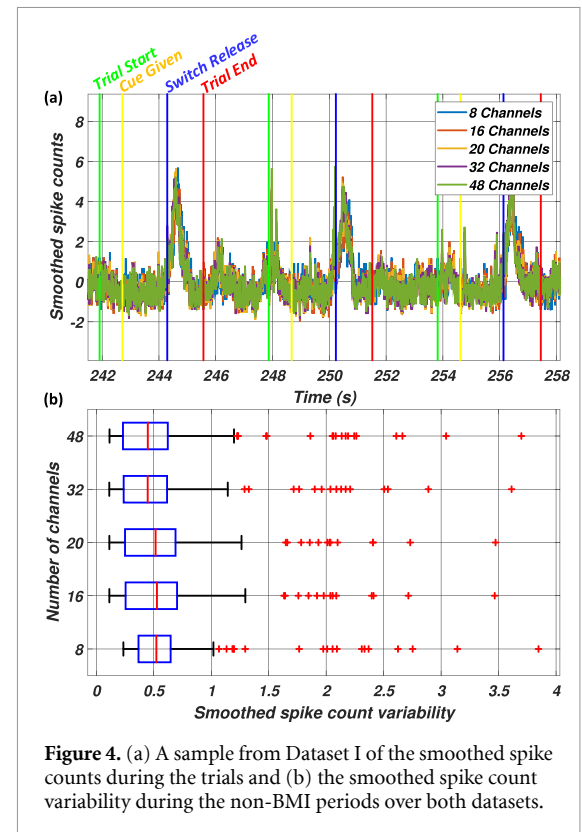 Trial Start
Cue Given
Switch Release
Trial End
(a)
8 Channels
16 Channels
20 Channels
32 Channels
48 Channels
Smoothed spike counts
8
6
4
2
0
-2
242 244 246 248 250 252 254 256 258
Time (s)
(b)
Number of channels
48
32
20
16
8
0 0.5 1 1.5 2 2.5 3 3.5 4
Smoothed spike count variability
Figure 4. (a) A sample from Dataset I of the smoothed spike
counts during the trials and (b) the smoothed spike count
variability during the non-BMI periods over both datasets.